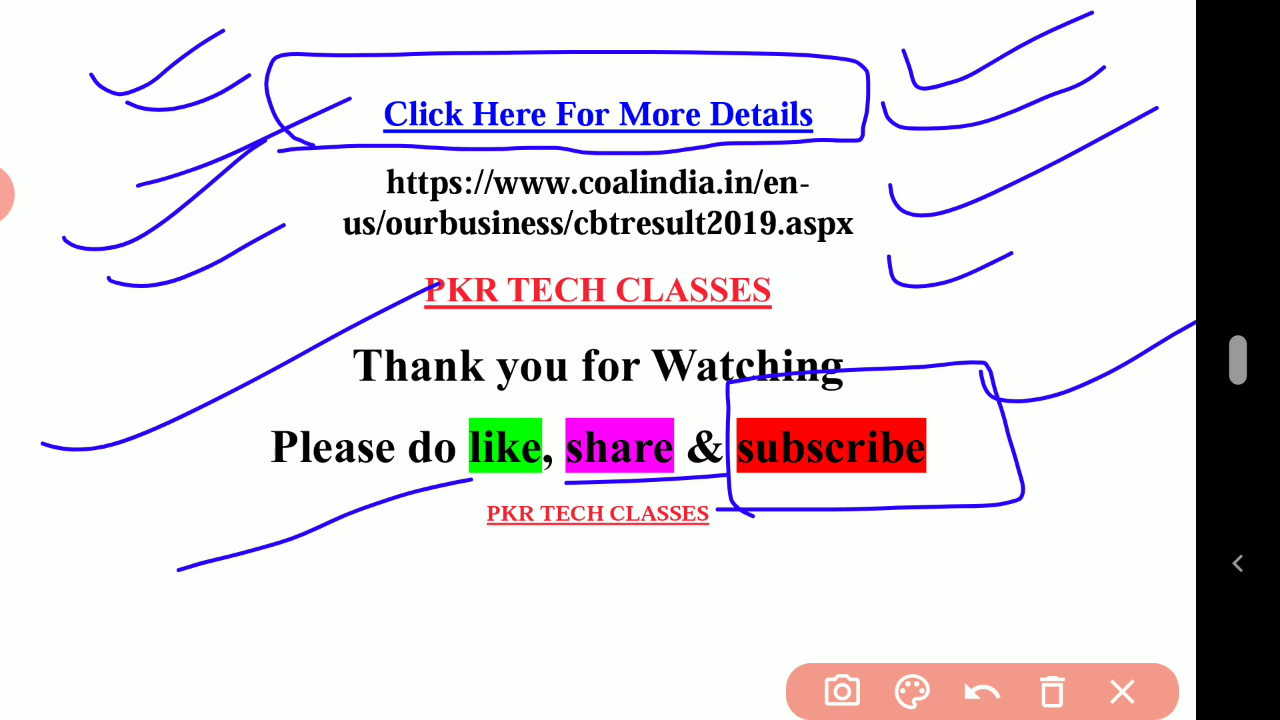 Click Here For More Details
https://www.coalindia.in/en-
us/ourbusiness/cbtresult2019.aspx
PKR TECH CLASSES
Thank you for Watching
Please do like, share & subscribe
PKR TECH CLASSES